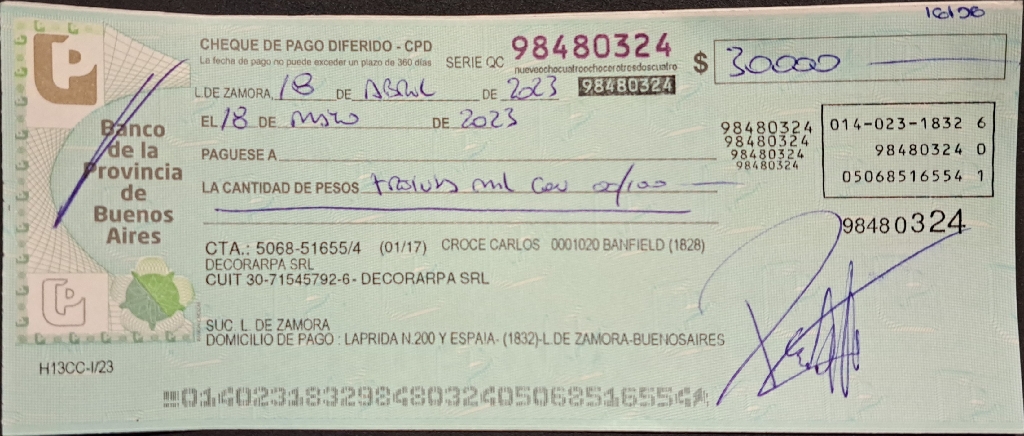 16/06
CHEQUE DE PAGO DIFERIDO - CPD
La fecha de pago no puede exceder un plazo de 360 días
SERIE QC 98480324
nueveochocuatroochocerotresdoscuatro
98480324
$ 30000
L.DE ZAMORA, 18 DE ABRIL DE 2023
EL 18 DE MAYO DE 2023
PAGUESE A
LA CANTIDAD DE PESOS treinta mil con 00/100
98480324
98480324
98480324
98480324
014-023-1832 6
98480324 0
05068516554 1
98480324
Banco
de la
Provincia
de
Buenos
Aires
CTA.: 5068-51655/4 (01/17) CROCE CARLOS 0001020 BANFIELD (1828)
DECORARPA SRL
CUIT 30-71545792-6- DECORARPA SRL
SUC L. DE ZAMORA
DOMICILIO DE PAGO : LAPRIDA N.200 Y ESPAIA- (1832)-L DE ZAMORA-BUENOSAIRES
H13CC-I/23
01402318329848032405068516554